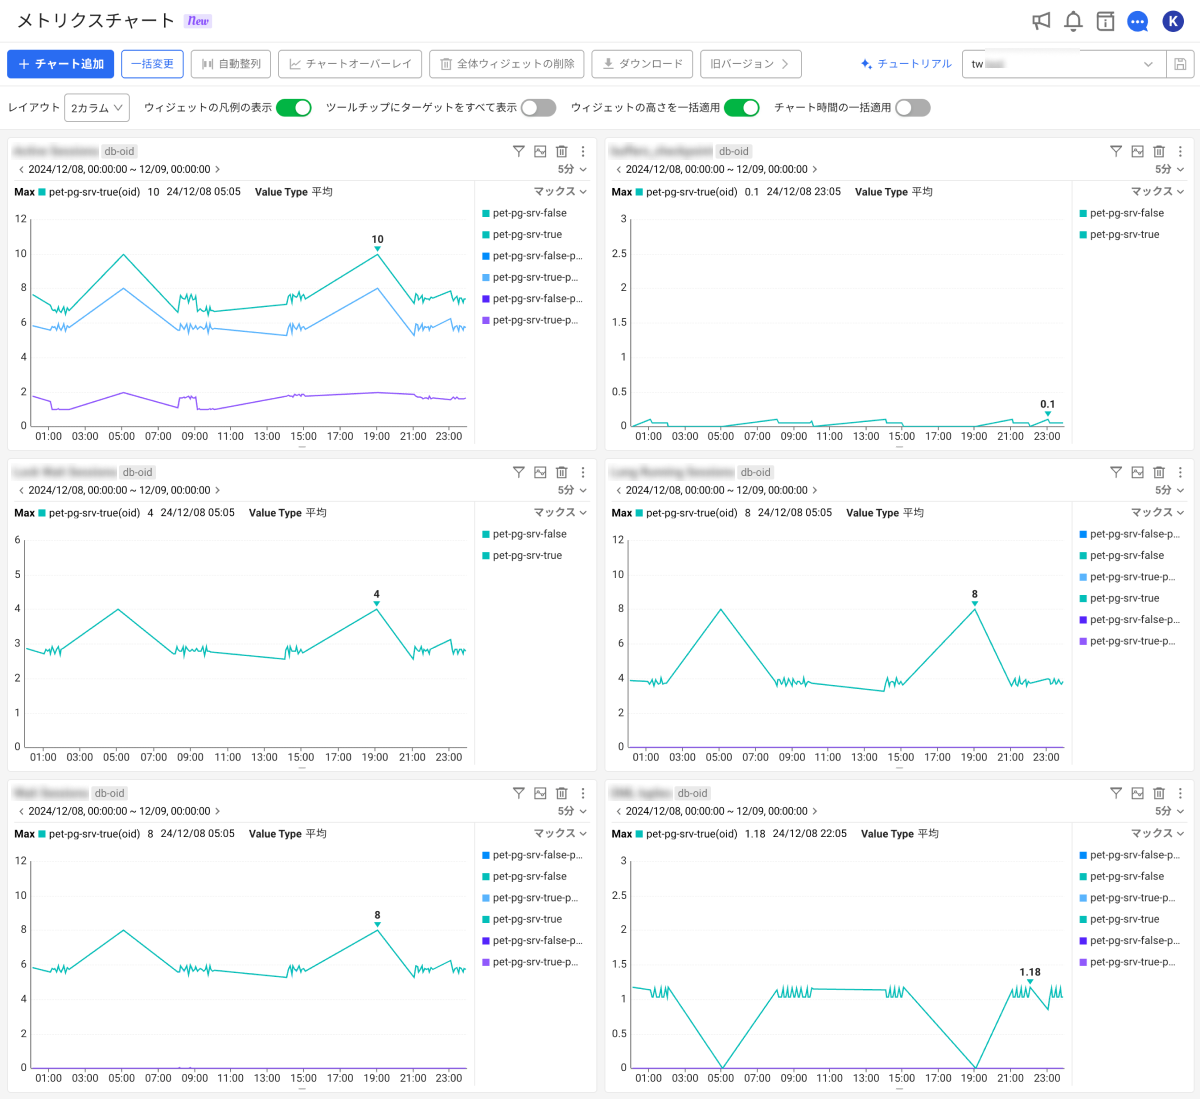 メトリクスチャート New
K
+ チャート追加 一括変更 自動整列 チャートオーバーレイ 全体ウィジェットの削除 ダウンロード 旧バージョン チュートリアル tw
レイアウト 2カラム ウィジェットの凡例の表示 ツールチップにターゲットをすべて表示 ウィジェットの高さを一括適用 チャート時間の一括適用
db-oid
2024/12/08, 00:00:00 ~ 12/09, 00:00:00 5分
Max pet-pg-srv-true(oid) 10 24/12/08 05:05 Value Type 平均 マックス
12
10
8
6
4
2
0
10
01:00 03:00 05:00 07:00 09:00 11:00 13:00 15:00 17:00 19:00 21:00 23:00
pet-pg-srv-false
pet-pg-srv-true
pet-pg-srv-false-p...
pet-pg-srv-true-p...
pet-pg-srv-false-p...
pet-pg-srv-true-p...
db-oid
2024/12/08, 00:00:00 ~ 12/09, 00:00:00 5分
Max pet-pg-srv-true(oid) 0.1 24/12/08 23:05 Value Type 平均 マックス
3
2.5
2
1.5
1
0.5
0
0.1
01:00 03:00 05:00 07:00 09:00 11:00 13:00 15:00 17:00 19:00 21:00 23:00
pet-pg-srv-false
pet-pg-srv-true
Lock Wait Sessions db-oid
2024/12/08, 00:00:00 ~ 12/09, 00:00:00 5分
Max pet-pg-srv-true(oid) 4 24/12/08 05:05 Value Type 平均 マックス
6
5
4
3
2
1
0
4
01:00 03:00 05:00 07:00 09:00 11:00 13:00 15:00 17:00 19:00 21:00 23:00
pet-pg-srv-false
pet-pg-srv-true
Long Running Sessions db-oid
2024/12/08, 00:00:00 ~ 12/09, 00:00:00 5分
Max pet-pg-srv-true(oid) 8 24/12/08 05:05 Value Type 平均 マックス
12
10
8
6
4
2
0
8
01:00 03:00 05:00 07:00 09:00 11:00 13:00 15:00 17:00 19:00 21:00 23:00
pet-pg-srv-false-p...
pet-pg-srv-false
pet-pg-srv-true-p...
pet-pg-srv-true
pet-pg-srv-false-p...
pet-pg-srv-true-p...
db-oid
2024/12/08, 00:00:00 ~ 12/09, 00:00:00 5分
Max pet-pg-srv-true(oid) 8 24/12/08 05:05 Value Type 平均 マックス
12
10
8
6
4
2
0
8
01:00 03:00 05:00 07:00 09:00 11:00 13:00 15:00 17:00 19:00 21:00 23:00
pet-pg-srv-false-p...
pet-pg-srv-false
pet-pg-srv-true-p...
pet-pg-srv-true
pet-pg-srv-false-p...
pet-pg-srv-true-p...
db-oid
2024/12/08, 00:00:00 ~ 12/09, 00:00:00 5分
Max pet-pg-srv-true(oid) 1.18 24/12/08 22:05 Value Type 平均 マックス
3
2.5
2
1.5
1
0.5
0
1.18
01:00 03:00 05:00 07:00 09:00 11:00 13:00 15:00 17:00 19:00 21:00 23:00
pet-pg-srv-false-p...
pet-pg-srv-false
pet-pg-srv-true-p...
pet-pg-srv-true
pet-pg-srv-false-p...
pet-pg-srv-true-p...